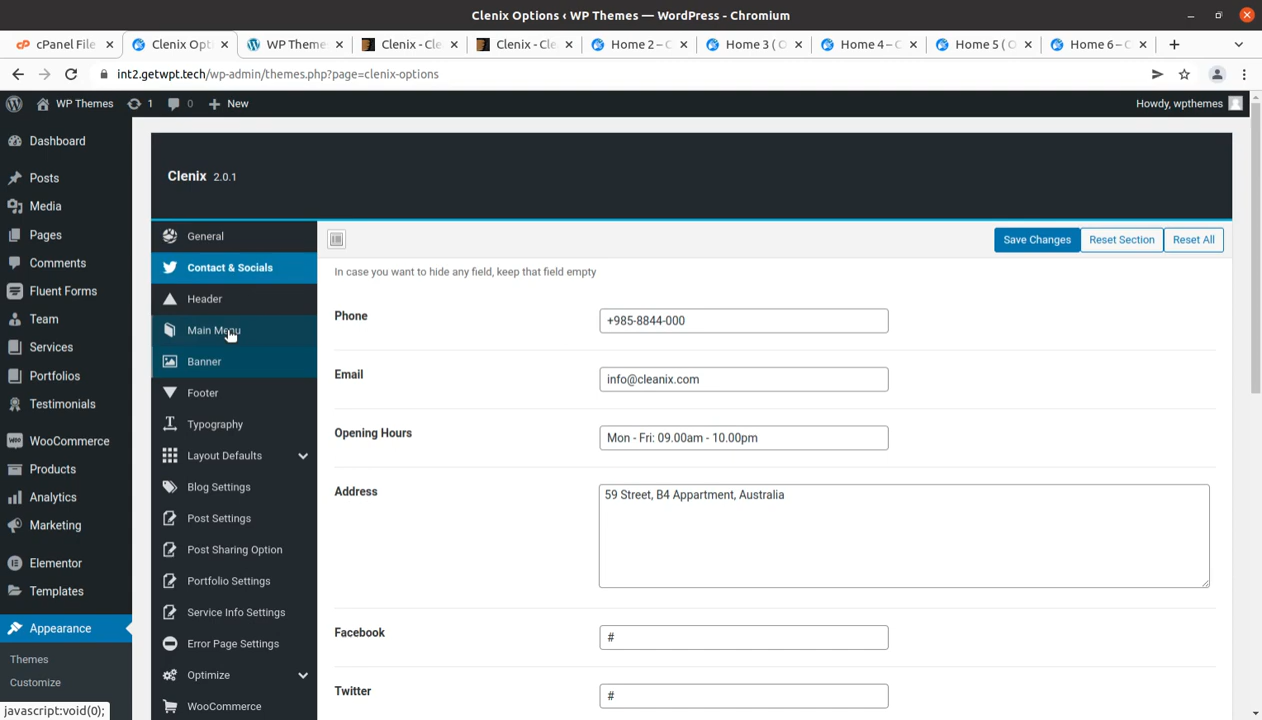 Clenix Options ‹ WP Themes — WordPress - Chromium
cPanel File
Clenix Opt
WP Theme
Clenix - Cle
Clenix - Cle
Home 2 – C
Home 3 ( O
Home 4 – C
Home 5 ( O
Home 6 – C
int2.getwpt.tech/wp-admin/themes.php?page=clenix-options
WP Themes
1
0
New
Howdy, wpthemes
Dashboard
Posts
Media
Pages
Comments
Fluent Forms
Team
Services
Portfolios
Testimonials
WooCommerce
Products
Analytics
Marketing
Elementor
Templates
Appearance
Themes
Customize
javascript:void(0);
Clenix 2.0.1
General
Contact & Socials
Header
Main Menu
Banner
Footer
Typography
Layout Defaults
Blog Settings
Post Settings
Post Sharing Option
Portfolio Settings
Service Info Settings
Error Page Settings
Optimize
WooCommerce
Save Changes
Reset Section
Reset All
In case you want to hide any field, keep that field empty
Phone
+985-8844-000
Email
info@cleanix.com
Opening Hours
Mon - Fri: 09.00am - 10.00pm
Address
59 Street, B4 Appartment, Australia
Facebook
#
Twitter
#